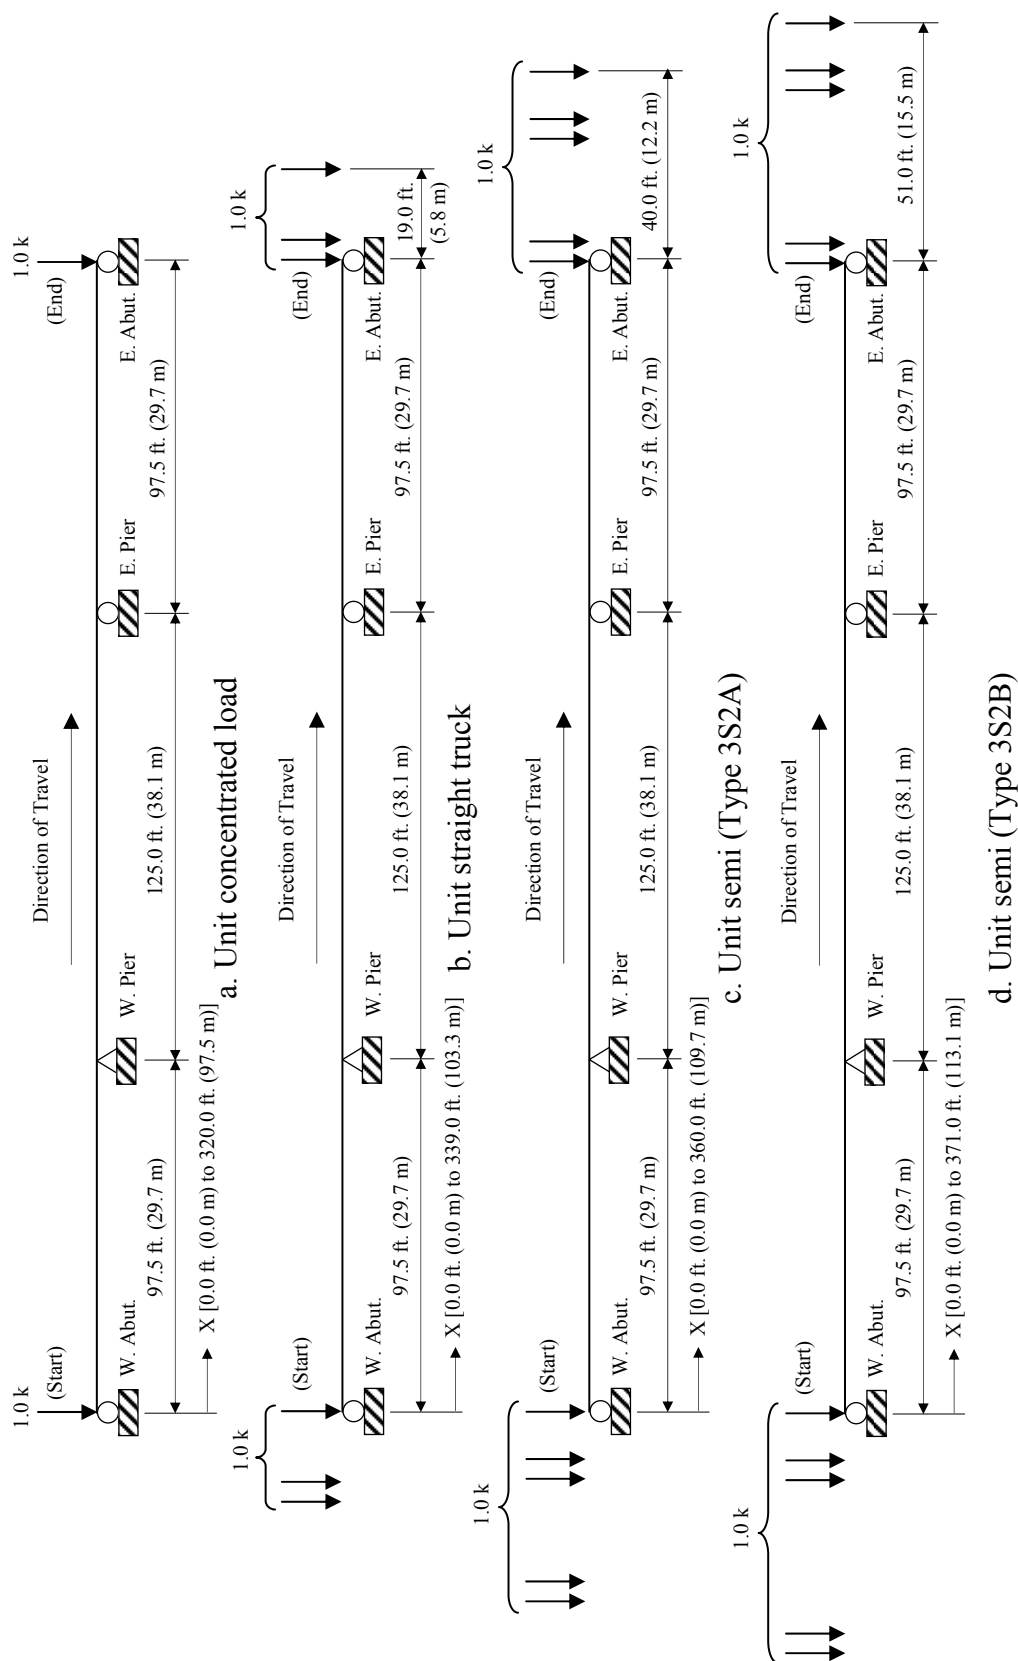 1.0 k
(Start)
1.0 k
(End)
Direction of Travel
W. Abut.
W. Pier
E. Pier
E. Abut.
97.5 ft. (29.7 m)
125.0 ft. (38.1 m)
97.5 ft. (29.7 m)
X [0.0 ft. (0.0 m) to 320.0 ft. (97.5 m)]
a. Unit concentrated load
1.0 k
(Start)
1.0 k
(End)
Direction of Travel
W. Abut.
W. Pier
E. Pier
E. Abut.
97.5 ft. (29.7 m)
125.0 ft. (38.1 m)
97.5 ft. (29.7 m)
19.0 ft.
(5.8 m)
X [0.0 ft. (0.0 m) to 339.0 ft. (103.3 m)]
b. Unit straight truck
1.0 k
(Start)
1.0 k
(End)
Direction of Travel
W. Abut.
W. Pier
E. Pier
E. Abut.
97.5 ft. (29.7 m)
125.0 ft. (38.1 m)
97.5 ft. (29.7 m)
40.0 ft. (12.2 m)
X [0.0 ft. (0.0 m) to 360.0 ft. (109.7 m)]
c. Unit semi (Type 3S2A)
1.0 k
(Start)
1.0 k
(End)
Direction of Travel
W. Abut.
W. Pier
E. Pier
E. Abut.
97.5 ft. (29.7 m)
125.0 ft. (38.1 m)
97.5 ft. (29.7 m)
51.0 ft. (15.5 m)
X [0.0 ft. (0.0 m) to 371.0 ft. (113.1 m)]
d. Unit semi (Type 3S2B)